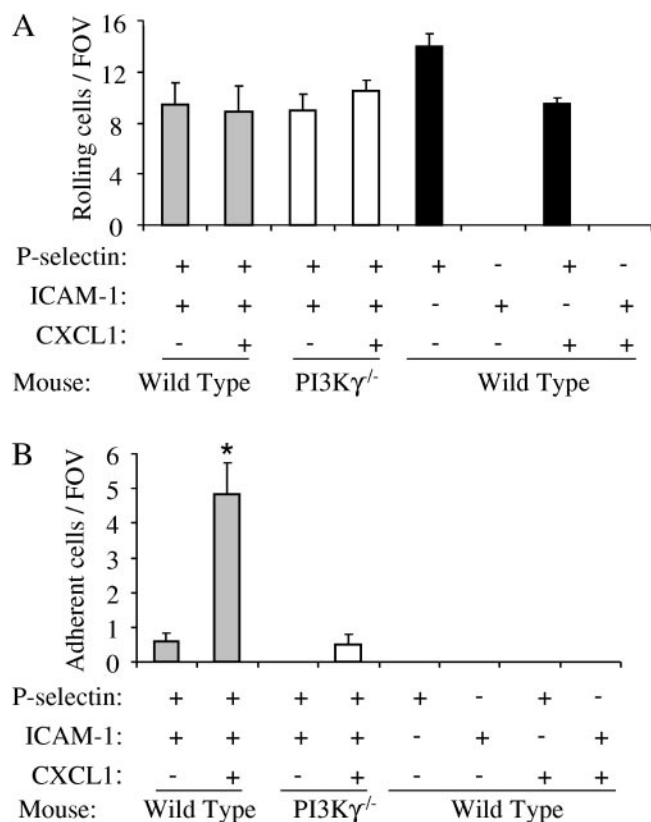 A
Rolling cells / FOV
16
12
8
4
0
P-selectin: + + + + + - + -
ICAM-1: + + + + - + - +
CXCL1: - + - + - - + +
Mouse: Wild Type PI3Kγ/- Wild Type
B
Adherent cells / FOV
6
5
4
3
2
1
0
*
P-selectin: + + + + + - + -
ICAM-1: + + + + - + - +
CXCL1: - + - + - - + +
Mouse: Wild Type PI3Kγ/- Wild Type